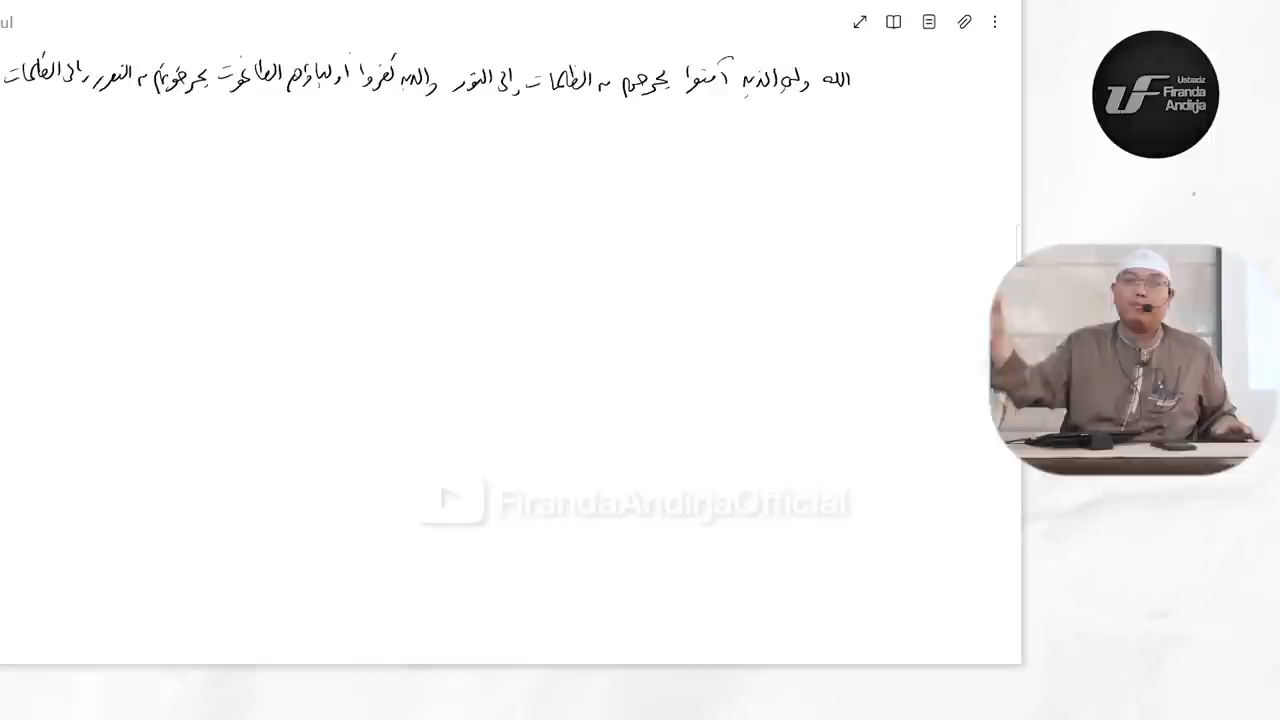 ul
الله ولي الذين آمنوا يخرجهم من الظلمات إلى النور والذين كفروا أولياؤهم الطاغوت يخرجونهم من النور إلى الظلمات
Ustadz
Firanda
Andirja
FirandaAndirjaOfficial